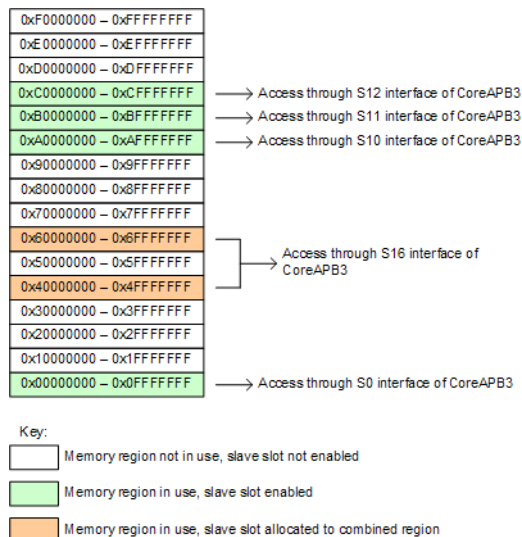 0xF0000000 – 0xFFFFFFFF
0xE0000000 – 0xEFFFFFFF
0xD0000000 – 0xDFFFFFFF
0xC0000000 – 0xCFFFFFFF Access through S12 interface of CoreAPB3
0xB0000000 – 0xBFFFFFFF Access through S11 interface of CoreAPB3
0xA0000000 – 0xAFFFFFFF Access through S10 interface of CoreAPB3
0x90000000 – 0x9FFFFFFF
0x80000000 – 0x8FFFFFFF
0x70000000 – 0x7FFFFFFF
0x60000000 – 0x6FFFFFFF
0x50000000 – 0x5FFFFFFF
0x40000000 – 0x4FFFFFFF
Access through S16 interface of
CoreAPB3
0x30000000 – 0x3FFFFFFF
0x20000000 – 0x2FFFFFFF
0x10000000 – 0x1FFFFFFF
0x00000000 – 0x0FFFFFFF Access through S0 interface of CoreAPB3
Key:
Memory region not in use, slave slot not enabled
Memory region in use, slave slot enabled
Memory region in use, slave slot allocated to combined region